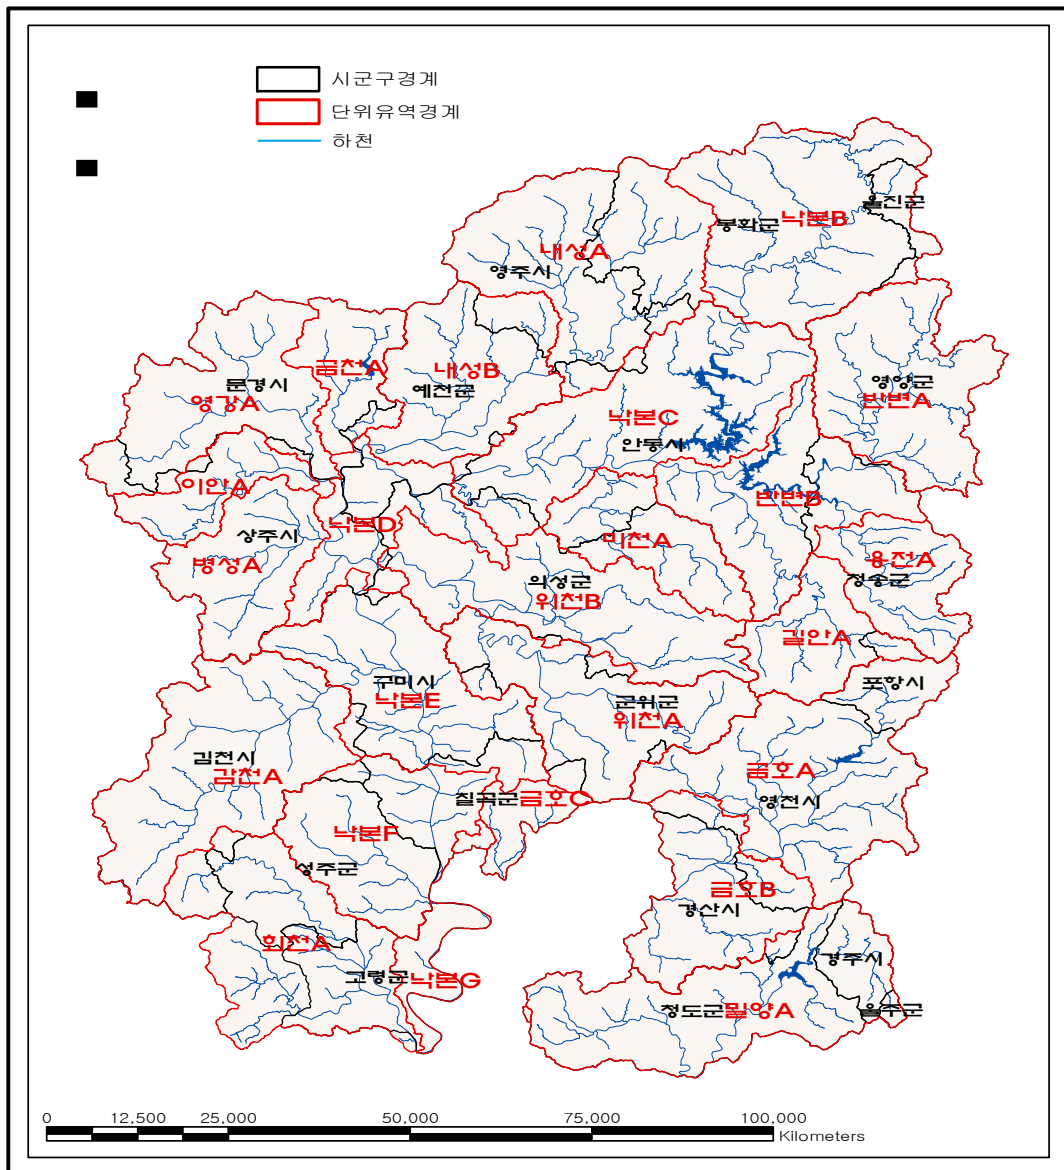 시군구경계
단위유역경계
하천
울진군
봉화군
낙본B
내성A
영주시
금천A
내성B
예천군
문경시
영강A
영양군
반변A
낙본C
안동시
이안A
반변B
낙본D
상주시
병성A
미천A
용전A
청송군
의성군
위천B
길안A
구미시
낙본E
군위군
위천A
포항시
김천시
감천A
금호A
영천시
칠곡군
금호C
낙본F
성주군
금호B
경산시
회천A
고령군
낙본G
경주시
청도군
밀양A
울주군
0 12,500 25,000 50,000 75,000 100,000
Kilometers